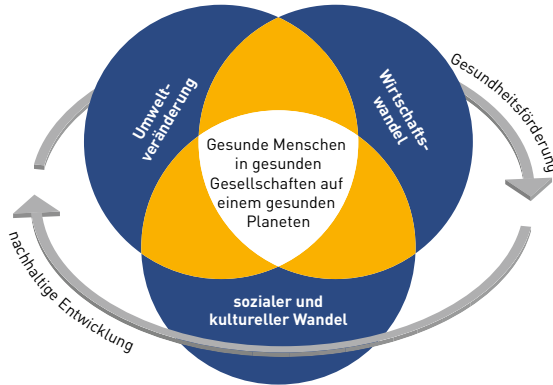 Umwelt-
veränderung
Wirtschafts-
wandel
Gesundheitsförderung
Gesunde Menschen
in gesunden
Gesellschaften auf
einem gesunden
Planeten
nachhaltige Entwicklung
sozialer und
kultureller Wandel